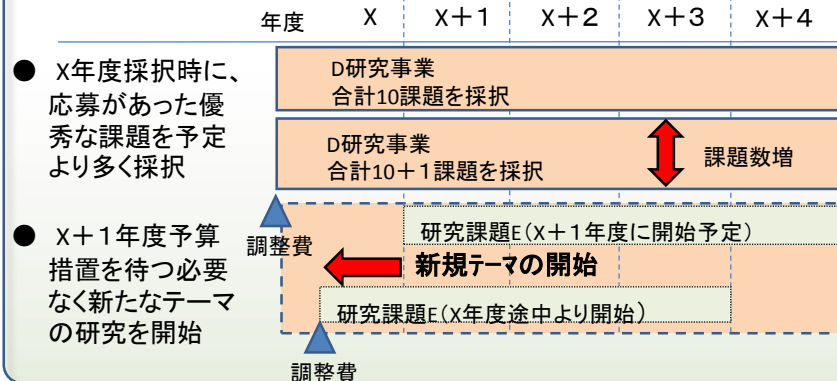 年度 X X+1 X+2 X+3 X+4
● X年度採択時に、
応募があった優
秀な課題を予定
より多く採択
D研究事業
合計10課題を採択
D研究事業
合計10+1課題を採択
課題数増
調整費
● X+1年度予算
措置を待つ必要
なく新たなテーマ
の研究を開始
研究課題E(X+1年度に開始予定)
新規テーマの開始
研究課題E(X年度途中より開始)
調整費